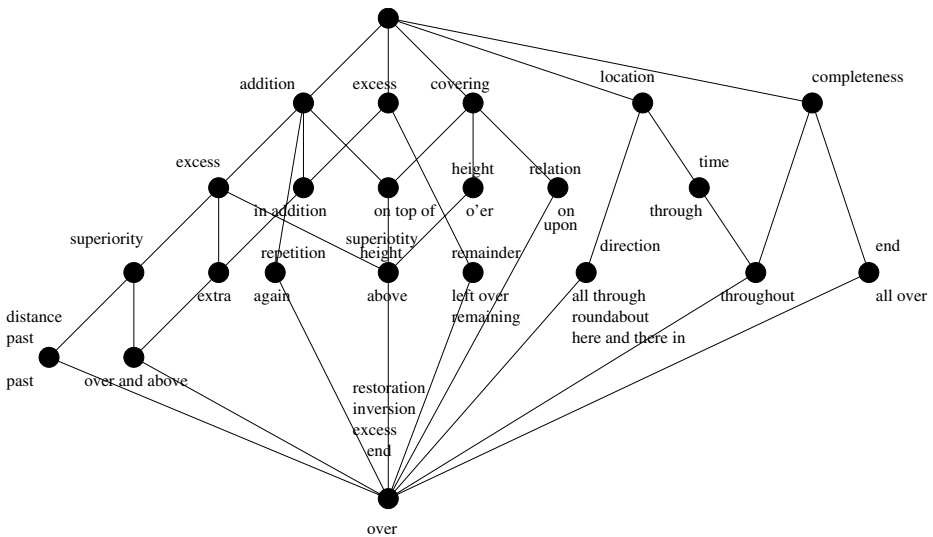 addition
excess
covering
location
completeness
excess
height
relation
time
in addition
on top of
o'er
on
upon
through
superiority
superiotity
height
repetition
remainder
direction
end
extra
again
above
left over
remaining
all through
roundabout
here and there in
throughout
all over
distance
past
past
over and above
restoration
inversion
excess
end
over